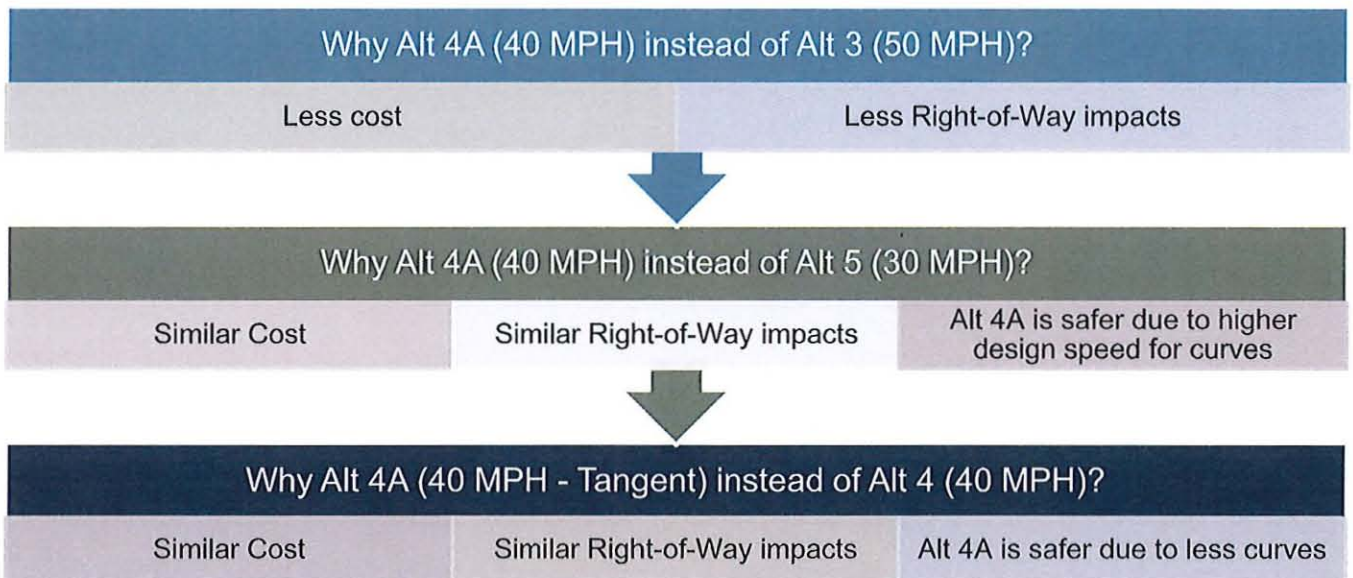 Why Alt 4A (40 MPH) instead of Alt 3 (50 MPH)?
Less cost
Less Right-of-Way impacts
Why Alt 4A (40 MPH) instead of Alt 5 (30 MPH)?
Similar Cost
Similar Right-of-Way impacts
Alt 4A is safer due to higher
design speed for curves
Why Alt 4A (40 MPH - Tangent) instead of Alt 4 (40 MPH)?
Similar Cost
Similar Right-of-Way impacts
Alt 4A is safer due to less curves